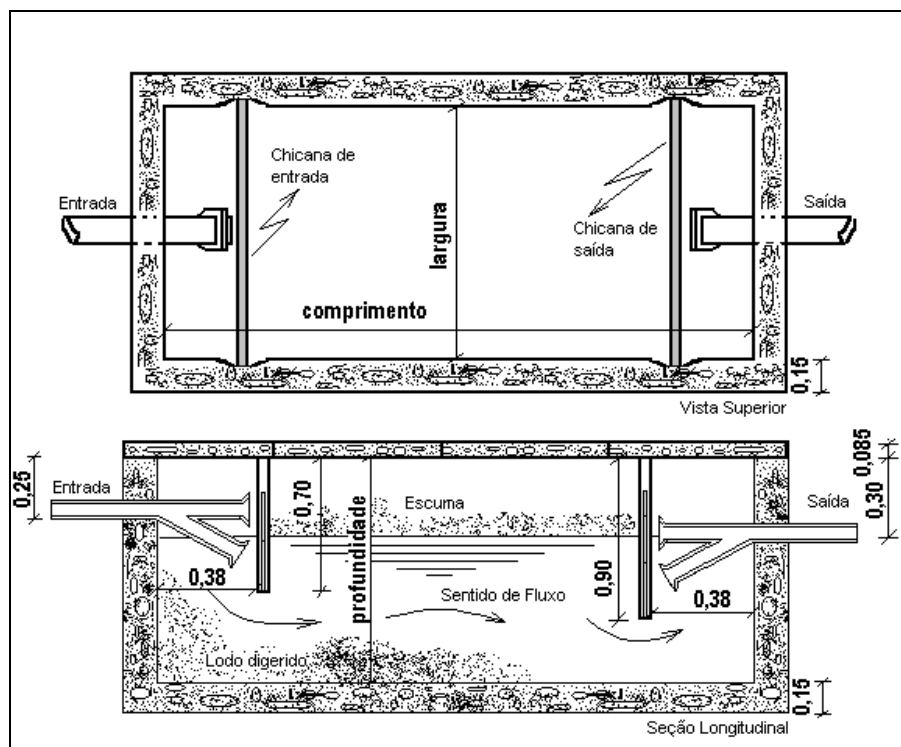 Chicana de
entrada
Entrada
Saída
largura
Chicana de
saída
comprimento
0,15
Vista Superior
0,25
Entrada
0,70
profundidade
Escuma
0,90
Saída
0,085
0,30
0,38
Sentido de Fluxo
0,38
Lodo digerido
0,15
Seção Longitudinal